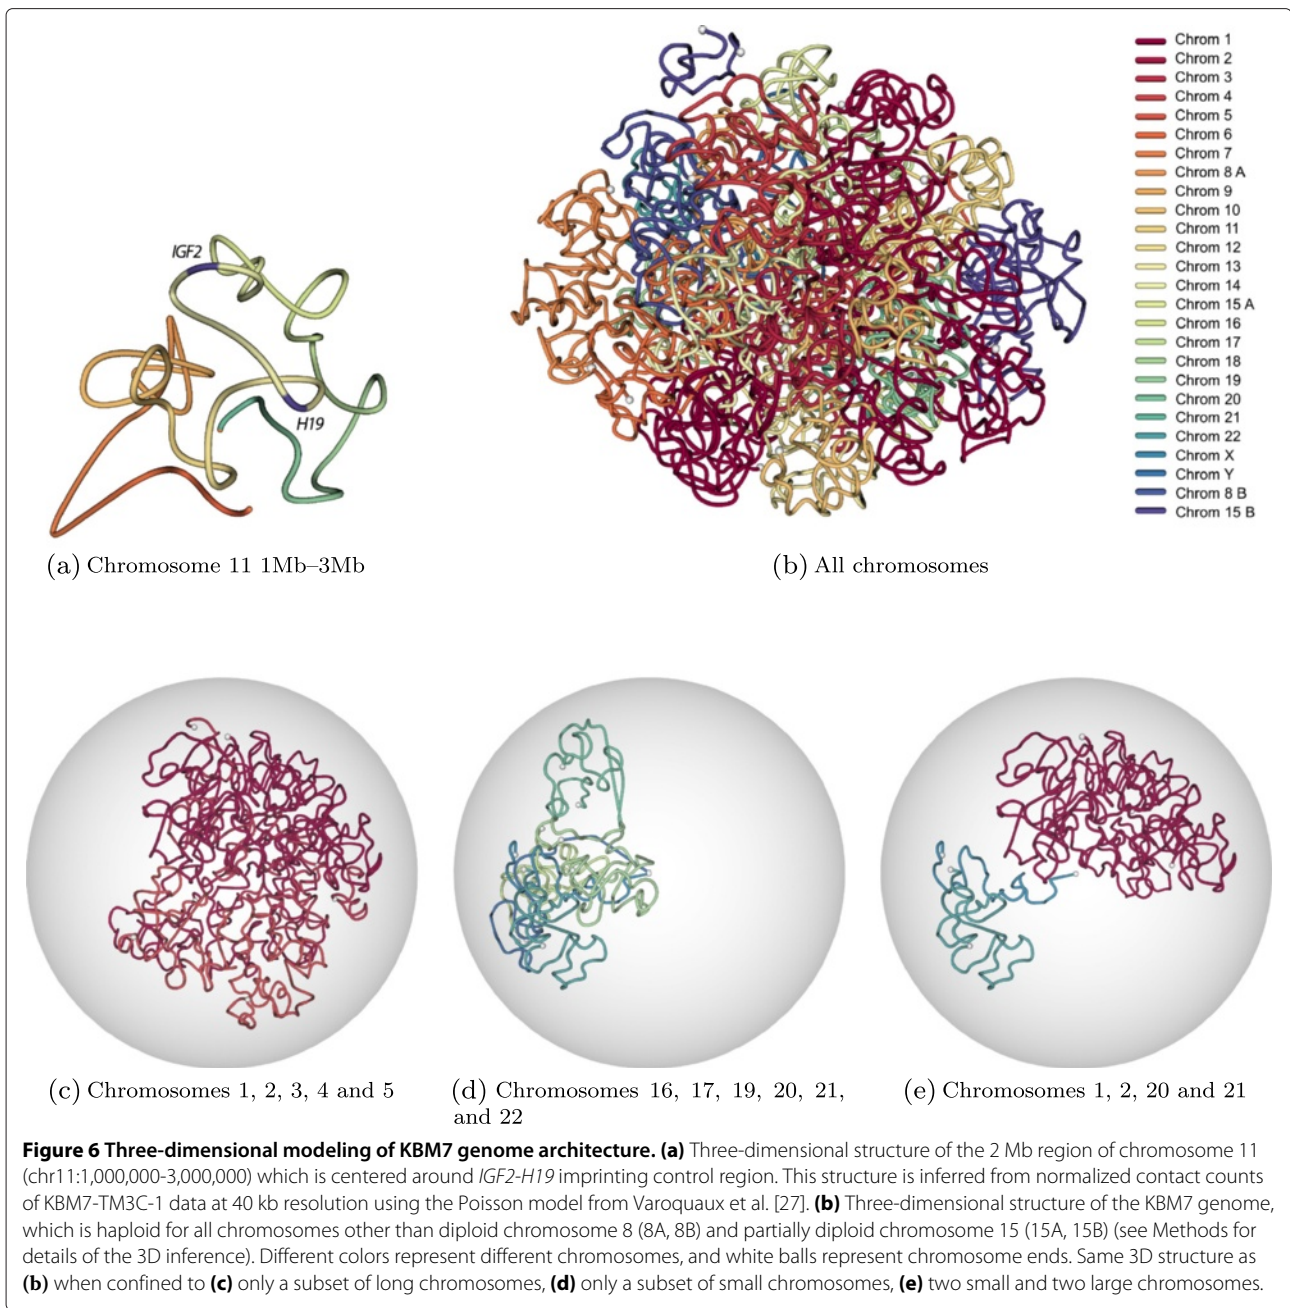 IGF2
H19
(a) Chromosome 11 1Mb–3Mb
Chrom 1
Chrom 2
Chrom 3
Chrom 4
Chrom 5
Chrom 6
Chrom 7
Chrom 8 A
Chrom 9
Chrom 10
Chrom 11
Chrom 12
Chrom 13
Chrom 14
Chrom 15 A
Chrom 16
Chrom 17
Chrom 18
Chrom 19
Chrom 20
Chrom 21
Chrom 22
Chrom X
Chrom Y
Chrom 8 B
Chrom 15 B
(b) All chromosomes
(c) Chromosomes 1, 2, 3, 4 and 5
(d) Chromosomes 16, 17, 19, 20, 21,
and 22
(e) Chromosomes 1, 2, 20 and 21
Figure 6 Three-dimensional modeling of KBM7 genome architecture. (a) Three-dimensional structure of the 2 Mb region of chromosome 11
(chr11:1,000,000-3,000,000) which is centered around IGF2-H19 imprinting control region. This structure is inferred from normalized contact counts
of KBM7-TM3C-1 data at 40 kb resolution using the Poisson model from Varoquaux et al. [27]. (b) Three-dimensional structure of the KBM7 genome,
which is haploid for all chromosomes other than diploid chromosome 8 (8A, 8B) and partially diploid chromosome 15 (15A, 15B) (see Methods for
details of the 3D inference). Different colors represent different chromosomes, and white balls represent chromosome ends. Same 3D structure as
(b) when confined to (c) only a subset of long chromosomes, (d) only a subset of small chromosomes, (e) two small and two large chromosomes.